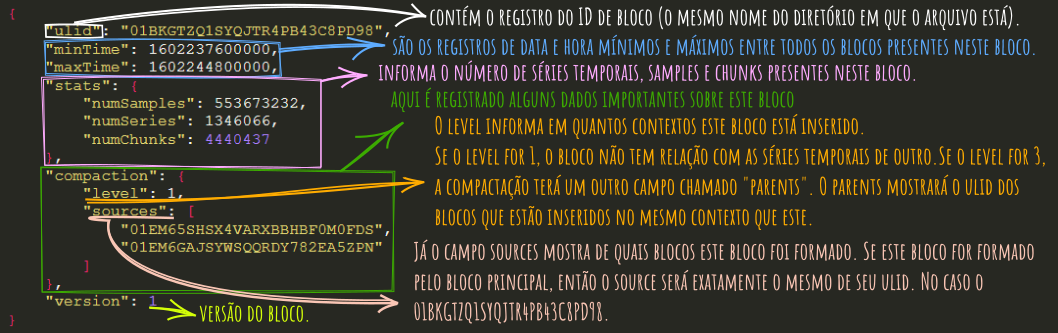 {
"ulid": "01BKGTZQ1SYQJTR4PB43C8PD98",
CONTÉM O REGISTRO DO ID DE BLOCO (O MESMO NOME DO DIRETÓRIO EM QUE O ARQUIVO ESTÁ).
"minTime": 1602237600000,
"maxTime": 1602244800000,
SÃO OS REGISTROS DE DATA E HORA MÍNIMOS E MÁXIMOS ENTRE TODOS OS BLOCOS PRESENTES NESTE BLOCO.
"stats": {
INFORMA O NÚMERO DE SÉRIES TEMPORAIS, SAMPLES E CHUNKS PRESENTES NESTE BLOCO.
"numSamples": 553673232,
"numSeries": 1346066,
"numChunks": 4440437
},
AQUI É REGISTRADO ALGUNS DADOS IMPORTANTES SOBRE ESTE BLOCO
"compaction": {
"level": 1,
O LEVEL INFORMA EM QUANTOS CONTEXTOS ESTE BLOCO ESTÁ INSERIDO.
SE O LEVEL FOR 1, O BLOCO NÃO TEM RELAÇÃO COM AS SÉRIES TEMPORAIS DE OUTRO.SE O LEVEL FOR 3,
A COMPACTAÇÃO TERÁ UM OUTRO CAMPO CHAMADO "PARENTS". O PARENTS MOSTRARÁ O ULID DOS
BLOCOS QUE ESTÃO INSERIDOS NO MESMO CONTEXTO QUE ESTE.
"sources": [
"01EM65SHSX4VARXBBHBF0M0FDS",
"01EM6GAJSYWSQQRDY782EA5ZPN"
]
},
JÁ O CAMPO SOURCES MOSTRA DE QUAIS BLOCOS ESTE BLOCO FOI FORMADO. SE ESTE BLOCO FOR FORMADO
PELO BLOCO PRINCIPAL, ENTÃO O SOURCE SERÁ EXATAMENTE O MESMO DE SEU ULID. NO CASO O
01BKGTZQ1SYQJTR4PB43C8PD98.
"version": 1
VERSÃO DO BLOCO.
}